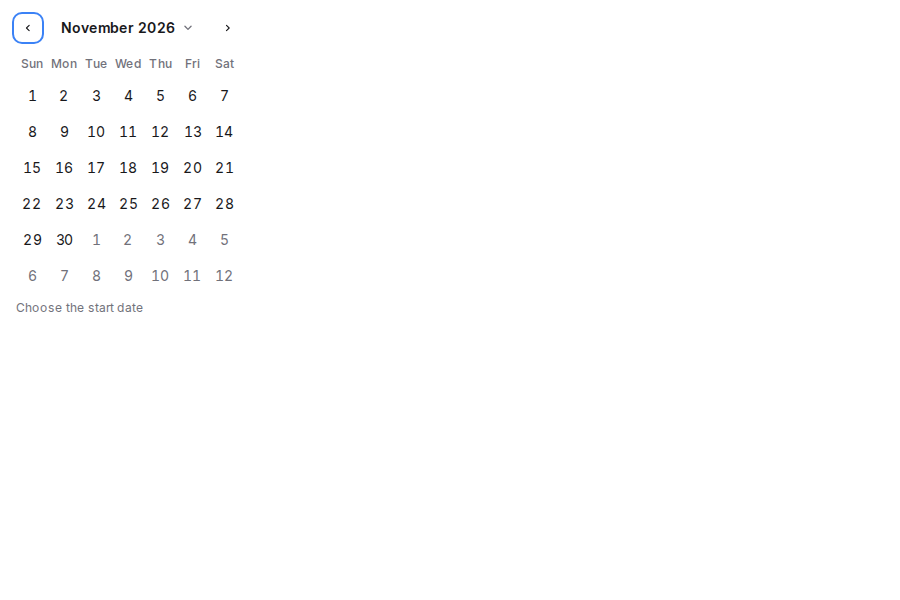 November 2026
Sun Mon Tue Wed Thu Fri Sat
1 2 3 4 5 6 7
8 9 10 11 12 13 14
15 16 17 18 19 20 21
22 23 24 25 26 27 28
29 30 1 2 3 4 5
6 7 8 9 10 11 12
Choose the start date